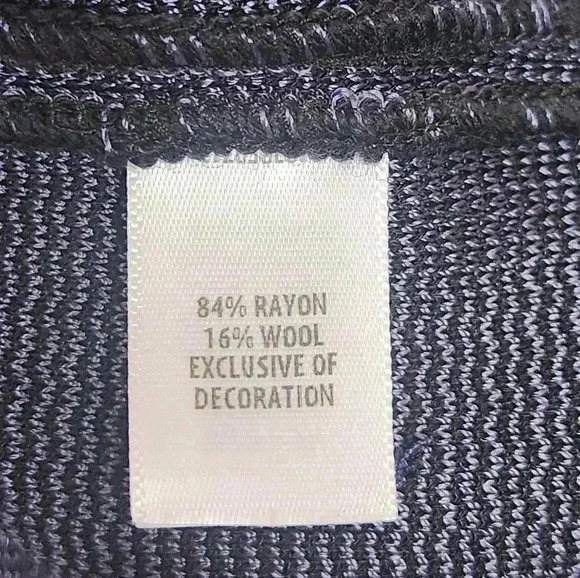 84% RAYON
16% WOOL
EXCLUSIVE OF
DECORATION